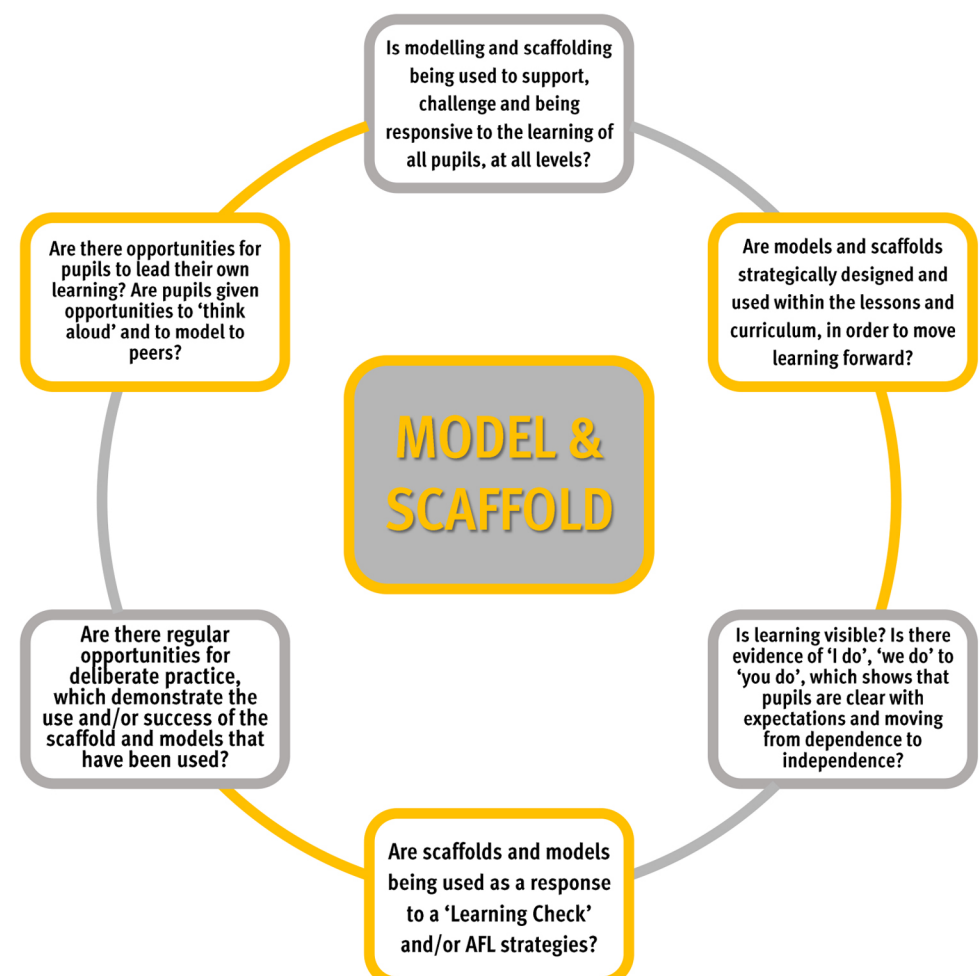 Is modelling and scaffolding
being used to support,
challenge and being
responsive to the learning of
all pupils, at all levels?
Are models and scaffolds
strategically designed and
used within the lessons and
curriculum, in order to move
learning forward?
Is learning visible? Is there
evidence of ‘I do’, ‘we do’ to
‘you do’, which shows that
pupils are clear with
expectations and moving
from dependence to
independence?
Are scaffolds and models
being used as a response
to a ‘Learning Check’
and/or AFL strategies?
Are there regular
opportunities for
deliberate practice,
which demonstrate the
use and/or success of the
scaffold and models that
have been used?
Are there opportunities for
pupils to lead their own
learning? Are pupils given
opportunities to ‘think
aloud’ and to model to
peers?
MODEL &
SCAFFOLD